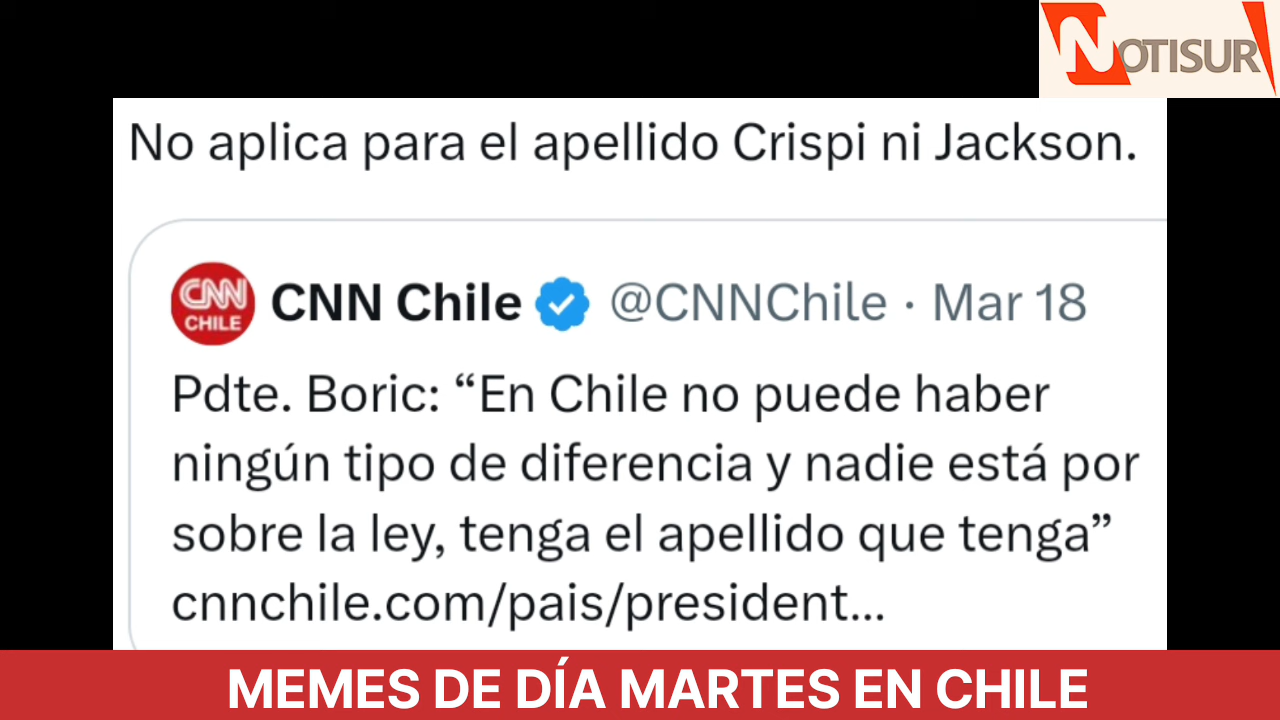 NOTISUR
No aplica para el apellido Crispi ni Jackson.
CNN
CHILE
CNN Chile @CNNChile · Mar 18
Pdte. Boric: “En Chile no puede haber
ningún tipo de diferencia y nadie está por
sobre la ley, tenga el apellido que tenga”
cnnchile.com/pais/president...
MEMES DE DÍA MARTES EN CHILE